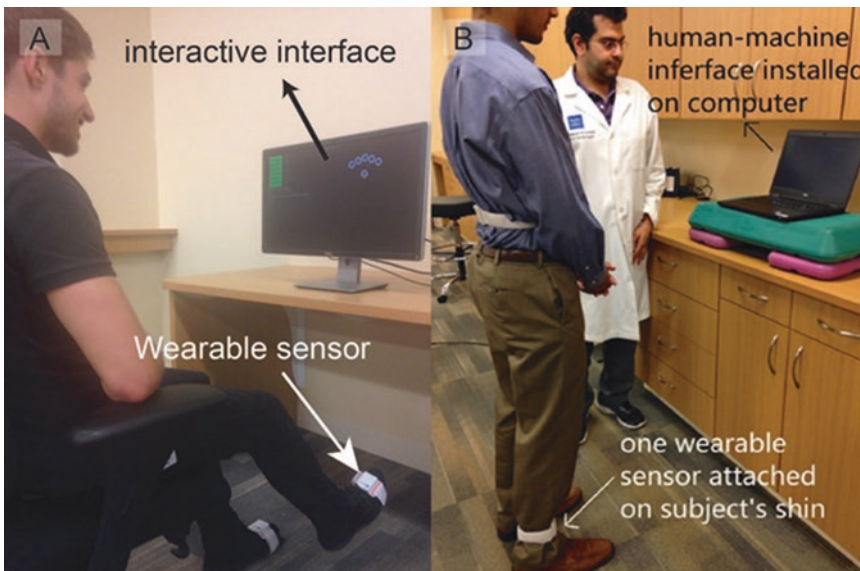 A
interactive interface
Wearable sensor
B
human-machine
inferface installed
on computer
one wearable
sensor attached
on subject's shin